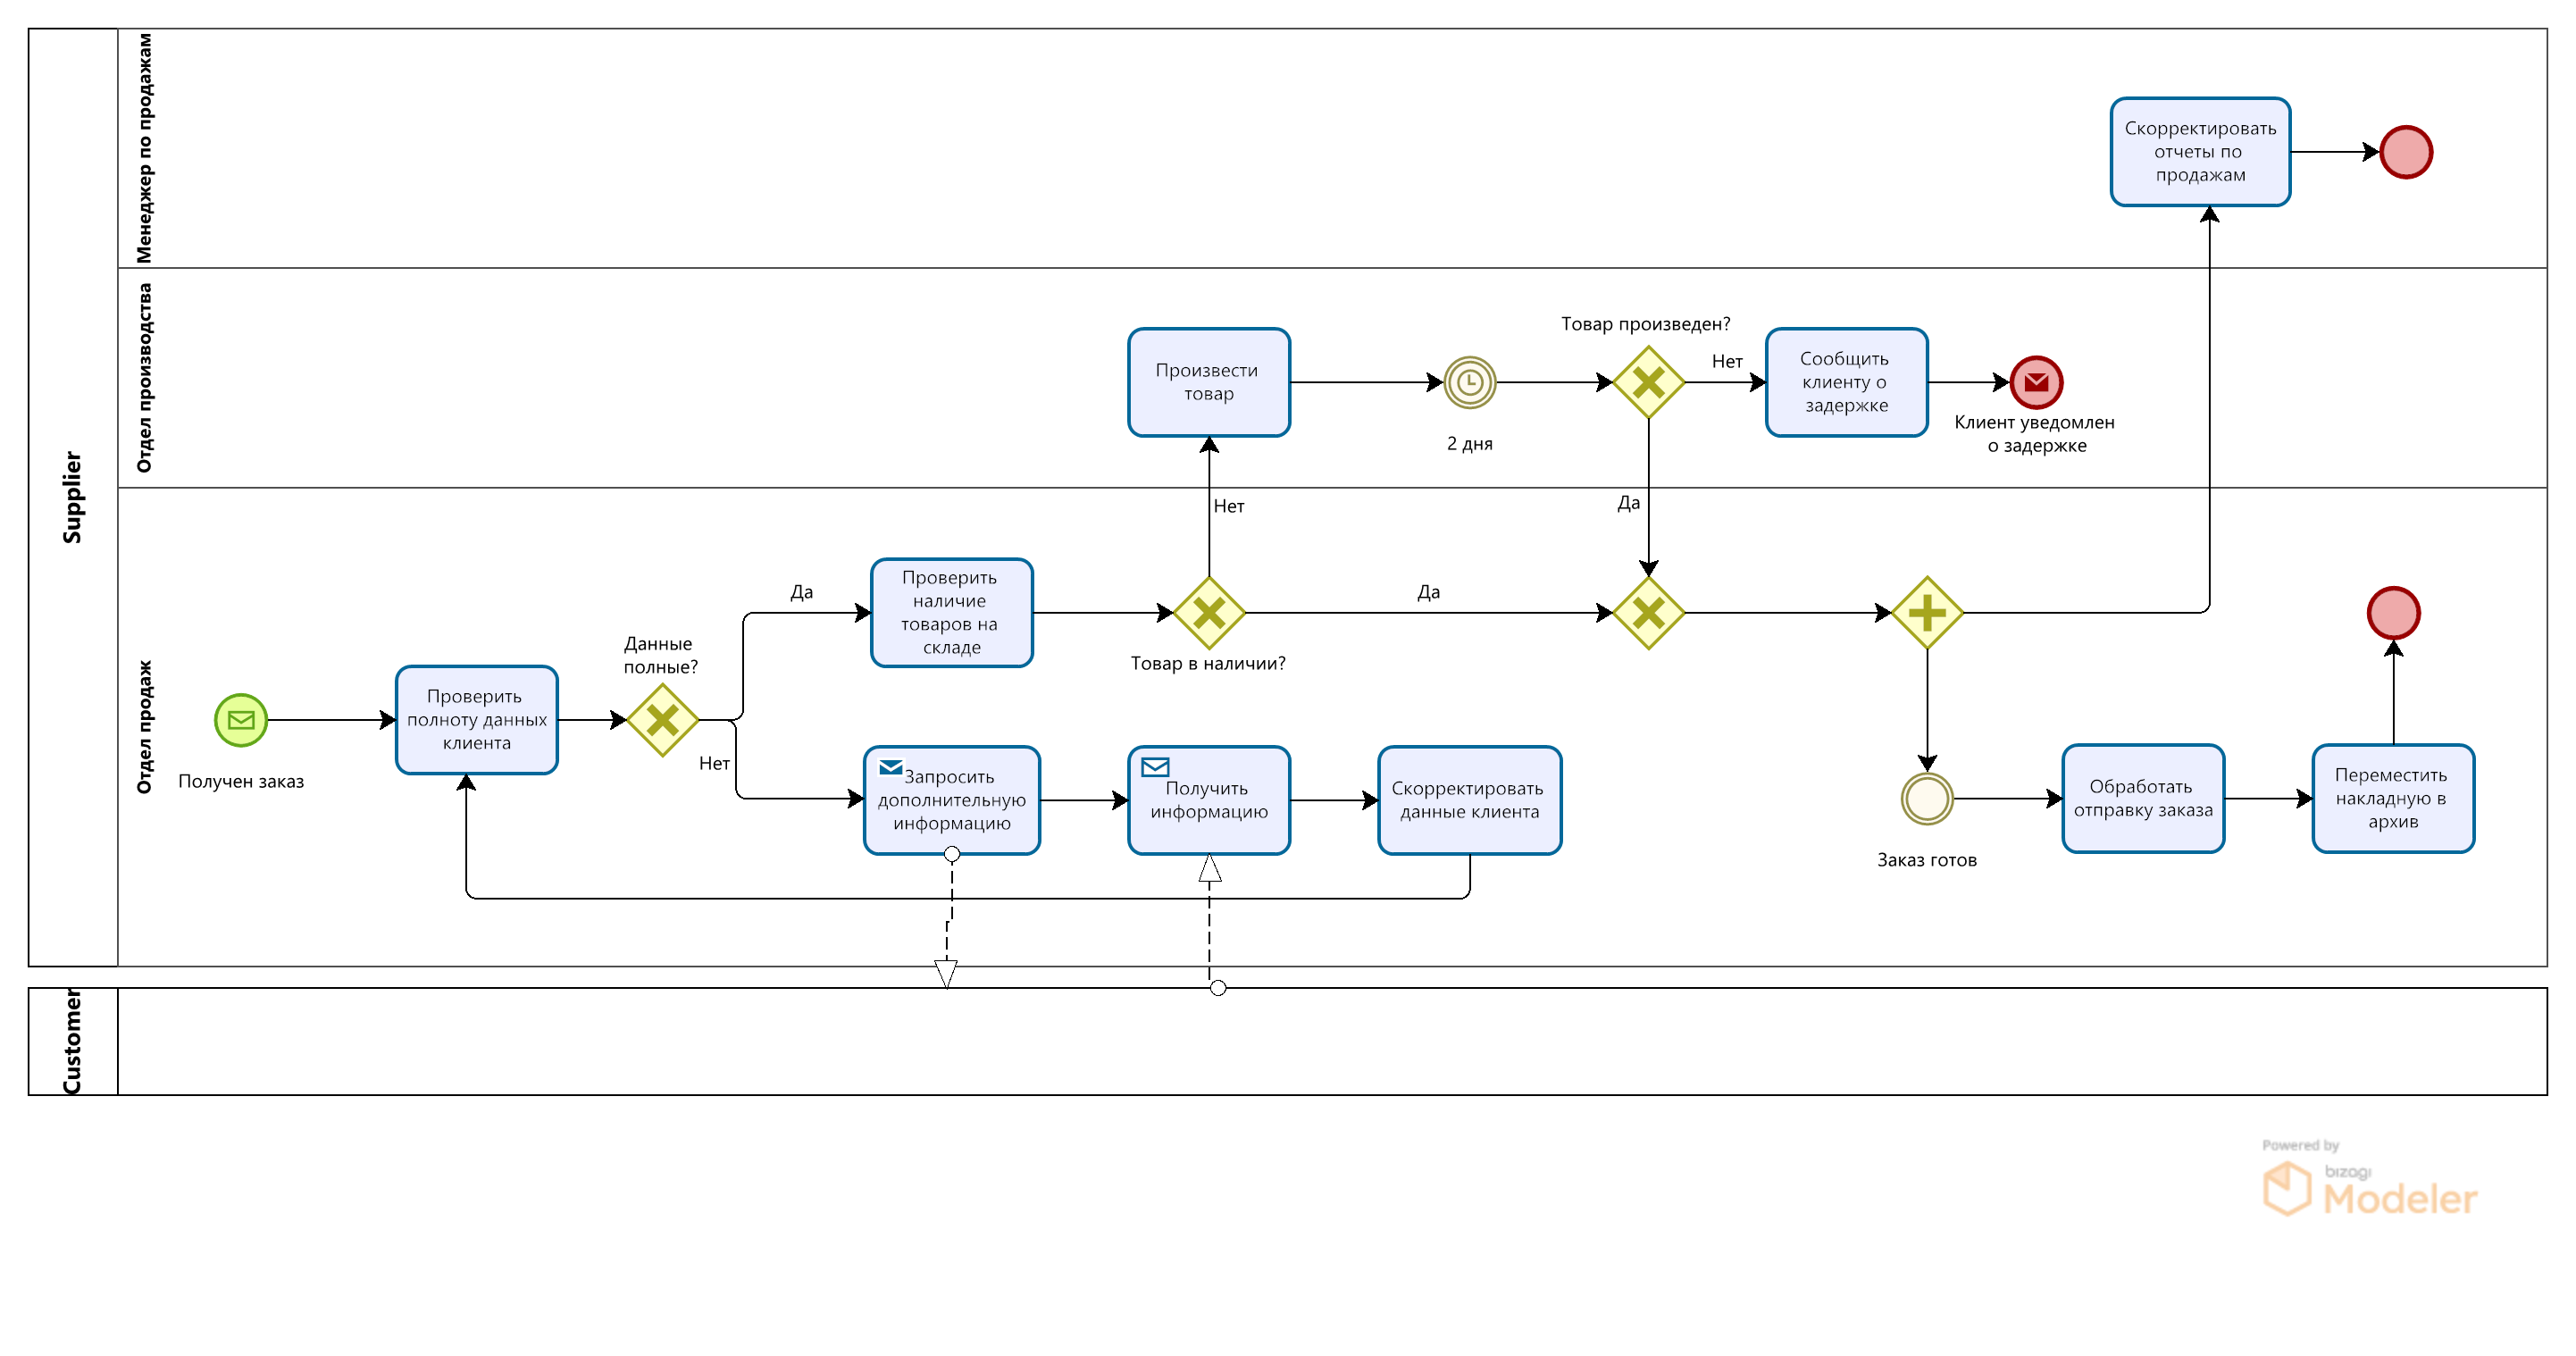 Supplier
Менеджер по продажам
Скорректировать
отчеты по
продажам
Отдел производства
Произвести
товар
2 дня
Товар произведен?
Нет
Сообщить
клиенту о
задержке
Клиент уведомлен
о задержке
Да
Нет
Отдел продаж
Получен заказ
Проверить
полноту данных
клиента
Данные
полные?
Да
Нет
Проверить
наличие
товаров на
складе
Товар в наличии?
Да
Запросить
дополнительную
информацию
Получить
информацию
Скорректировать
данные клиента
Заказ готов
Обработать
отправку заказа
Переместить
накладную в
архив
Customer
Powered by
bizagi
Modeler